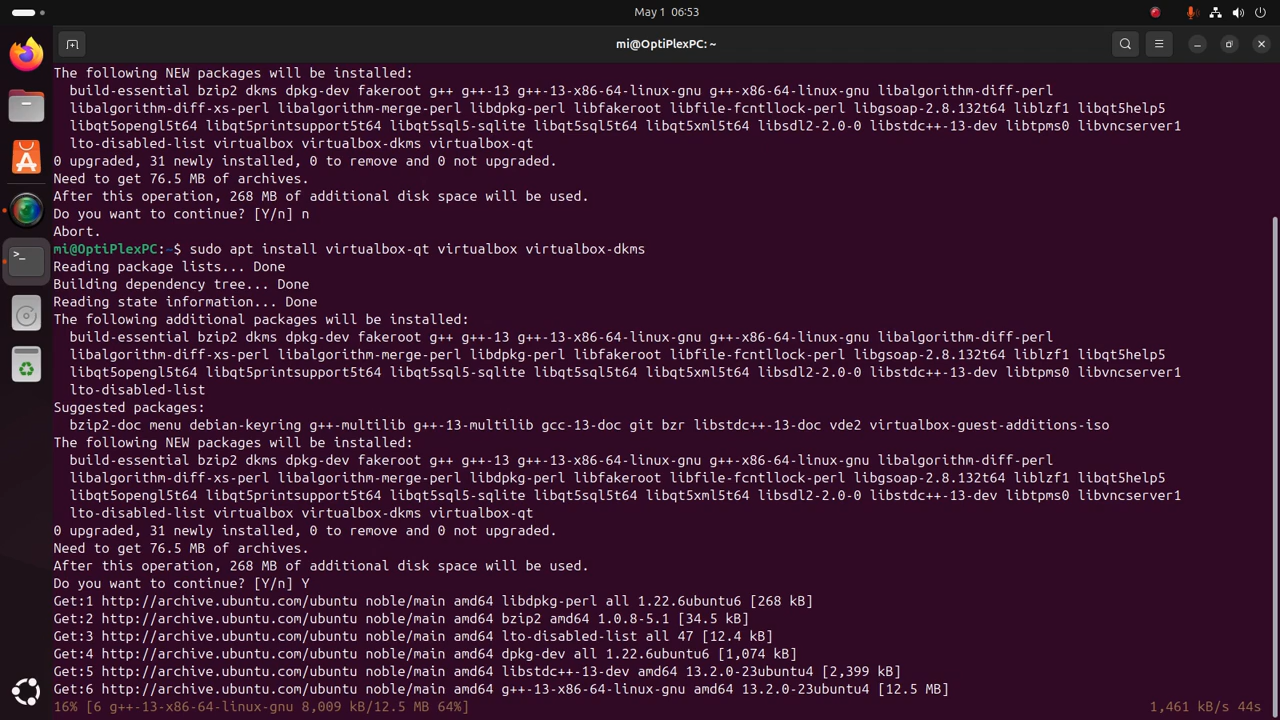 May 1 06:53
mi@OptiPlexPC: ~
The following NEW packages will be installed:
build-essential bzip2 dkms dpkg-dev fakeroot g++ g++-13 g++-13-x86-64-linux-gnu g++-x86-64-linux-gnu libalgorithm-diff-perl
libalgorithm-diff-xs-perl libalgorithm-merge-perl libdpkg-perl libfakeroot libfile-fcntllock-perl libgsoap-2.8.132t64 liblzf1 libqt5help5
libqt5opengl5t64 libqt5printsupport5t64 libqt5sql5-sqlite libqt5sql5t64 libqt5xml5t64 libsdl2-2.0-0 libstdc++-13-dev libtpms0 libvncserver1
lto-disabled-list virtualbox virtualbox-dkms virtualbox-qt
0 upgraded, 31 newly installed, 0 to remove and 0 not upgraded.
Need to get 76.5 MB of archives.
After this operation, 268 MB of additional disk space will be used.
Do you want to continue? [Y/n] n
Abort.
mi@OptiPlexPC:~$ sudo apt install virtualbox-qt virtualbox virtualbox-dkms
Reading package lists... Done
Building dependency tree... Done
Reading state information... Done
The following additional packages will be installed:
build-essential bzip2 dkms dpkg-dev fakeroot g++ g++-13 g++-13-x86-64-linux-gnu g++-x86-64-linux-gnu libalgorithm-diff-perl
libalgorithm-diff-xs-perl libalgorithm-merge-perl libdpkg-perl libfakeroot libfile-fcntllock-perl libgsoap-2.8.132t64 liblzf1 libqt5help5
libqt5opengl5t64 libqt5printsupport5t64 libqt5sql5-sqlite libqt5sql5t64 libqt5xml5t64 libsdl2-2.0-0 libstdc++-13-dev libtpms0 libvncserver1
lto-disabled-list
Suggested packages:
bzip2-doc menu debian-keyring g++-multilib g++-13-multilib gcc-13-doc git bzr libstdc++-13-doc vde2 virtualbox-guest-additions-iso
The following NEW packages will be installed:
build-essential bzip2 dkms dpkg-dev fakeroot g++ g++-13 g++-13-x86-64-linux-gnu g++-x86-64-linux-gnu libalgorithm-diff-perl
libalgorithm-diff-xs-perl libalgorithm-merge-perl libdpkg-perl libfakeroot libfile-fcntllock-perl libgsoap-2.8.132t64 liblzf1 libqt5help5
libqt5opengl5t64 libqt5printsupport5t64 libqt5sql5-sqlite libqt5sql5t64 libqt5xml5t64 libsdl2-2.0-0 libstdc++-13-dev libtpms0 libvncserver1
lto-disabled-list virtualbox virtualbox-dkms virtualbox-qt
0 upgraded, 31 newly installed, 0 to remove and 0 not upgraded.
Need to get 76.5 MB of archives.
After this operation, 268 MB of additional disk space will be used.
Do you want to continue? [Y/n] Y
Get:1 http://archive.ubuntu.com/ubuntu noble/main amd64 libdpkg-perl all 1.22.6ubuntu6 [268 kB]
Get:2 http://archive.ubuntu.com/ubuntu noble/main amd64 bzip2 amd64 1.0.8-5.1 [34.5 kB]
Get:3 http://archive.ubuntu.com/ubuntu noble/main amd64 lto-disabled-list all 47 [12.4 kB]
Get:4 http://archive.ubuntu.com/ubuntu noble/main amd64 dpkg-dev all 1.22.6ubuntu6 [1,074 kB]
Get:5 http://archive.ubuntu.com/ubuntu noble/main amd64 libstdc++-13-dev amd64 13.2.0-23ubuntu4 [2,399 kB]
Get:6 http://archive.ubuntu.com/ubuntu noble/main amd64 g++-13-x86-64-linux-gnu amd64 13.2.0-23ubuntu4 [12.5 MB]
16% [6 g++-13-x86-64-linux-gnu 8,009 kB/12.5 MB 64%] 1,461 kB/s 44s